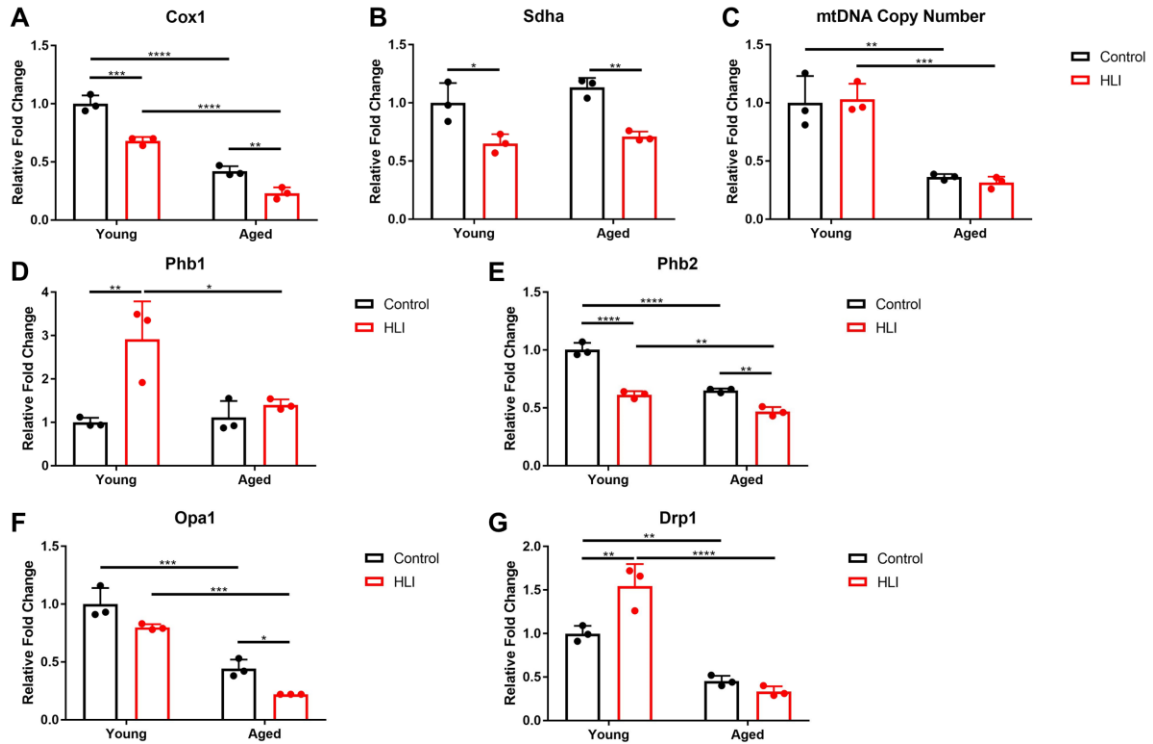 A
Cox1
Relative Fold Change
1.5
1.0
0.5
0.0
****
***
****
**
Young
Aged
B
Sdha
Relative Fold Change
1.5
1.0
0.5
0.0
*
**
Young
Aged
C
mtDNA Copy Number
Relative Fold Change
1.5
1.0
0.5
0.0
**
***
Young
Aged
Control
HLI
D
Phb1
Relative Fold Change
4
3
2
1
0
**
*
Young
Aged
Control
HLI
E
Phb2
Relative Fold Change
1.5
1.0
0.5
0.0
****
****
**
**
Young
Aged
Control
HLI
F
Opa1
Relative Fold Change
1.5
1.0
0.5
0.0
***
***
*
Young
Aged
Control
HLI
G
Drp1
Relative Fold Change
2.0
1.5
1.0
0.5
0.0
**
**
****
Young
Aged
Control
HLI